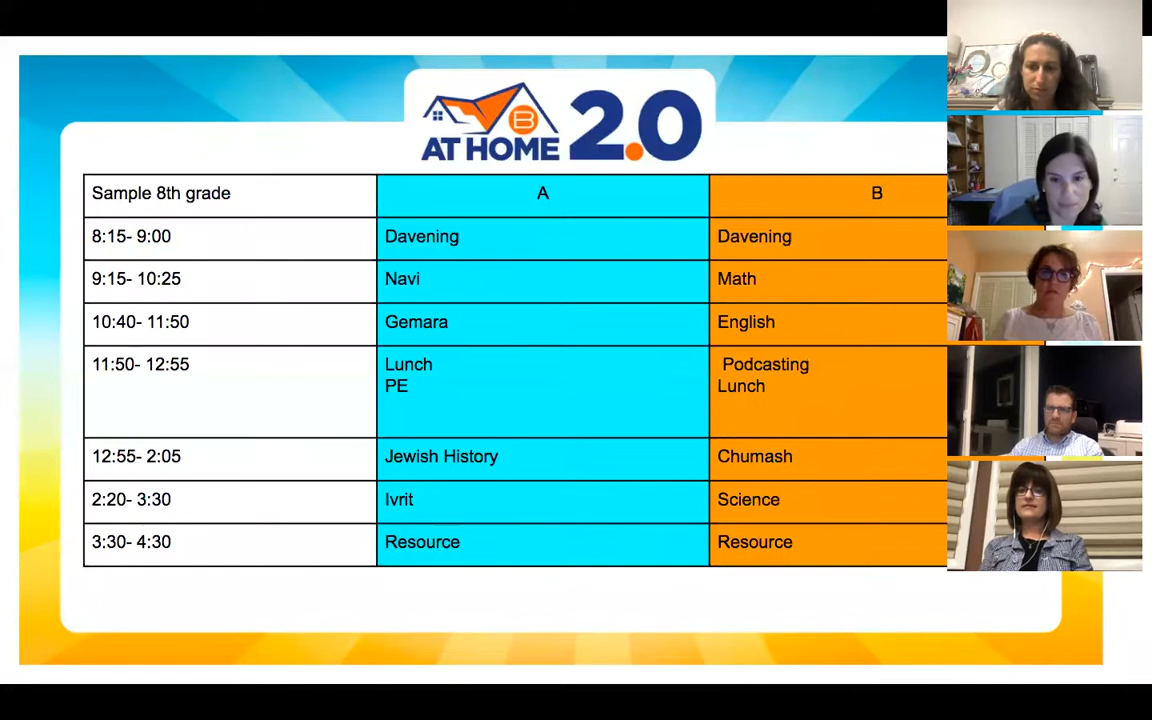 B
AT HOME 2.0
Sample 8th grade A B
8:15- 9:00 Davening Davening
9:15- 10:25 Navi Math
10:40- 11:50 Gemara English
11:50- 12:55 Lunch Podcasting
PE Lunch
12:55- 2:05 Jewish History Chumash
2:20- 3:30 Ivrit Science
3:30- 4:30 Resource Resource